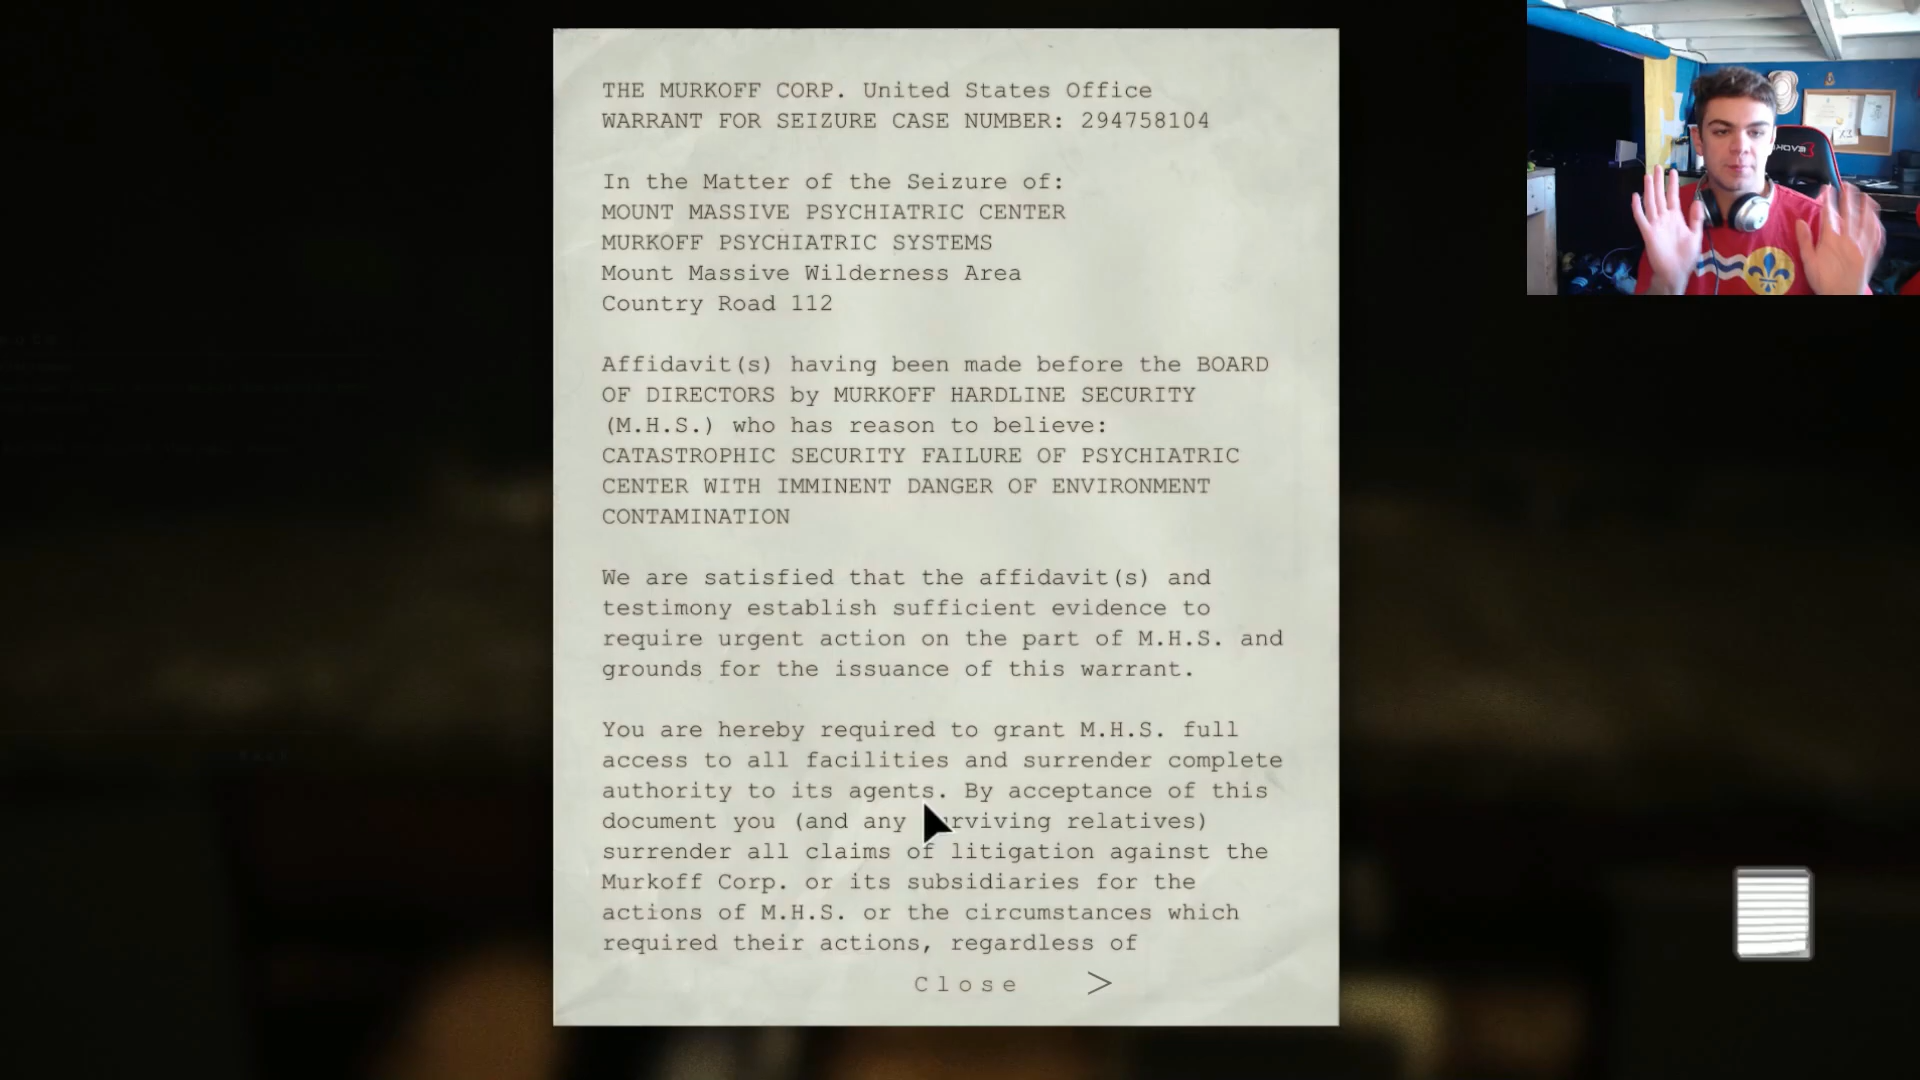 THE MURKOFF CORP. United States Office
WARRANT FOR SEIZURE CASE NUMBER: 294758104
In the Matter of the Seizure of:
MOUNT MASSIVE PSYCHIATRIC CENTER
MURKOFF PSYCHIATRIC SYSTEMS
Mount Massive Wilderness Area
Country Road 112
Affidavit(s) having been made before the BOARD
OF DIRECTORS by MURKOFF HARDLINE SECURITY
(M.H.S.) who has reason to believe:
CATASTROPHIC SECURITY FAILURE OF PSYCHIATRIC
CENTER WITH IMMINENT DANGER OF ENVIRONMENT
CONTAMINATION
We are satisfied that the affidavit(s) and
testimony establish sufficient evidence to
require urgent action on the part of M.H.S. and
grounds for the issuance of this warrant.
You are hereby required to grant M.H.S. full
access to all facilities and surrender complete
authority to its agents. By acceptance of this
document you (and any surviving relatives)
surrender all claims of litigation against the
Murkoff Corp. or its subsidiaries for the
actions of M.H.S. or the circumstances which
required their actions, regardless of
Close >